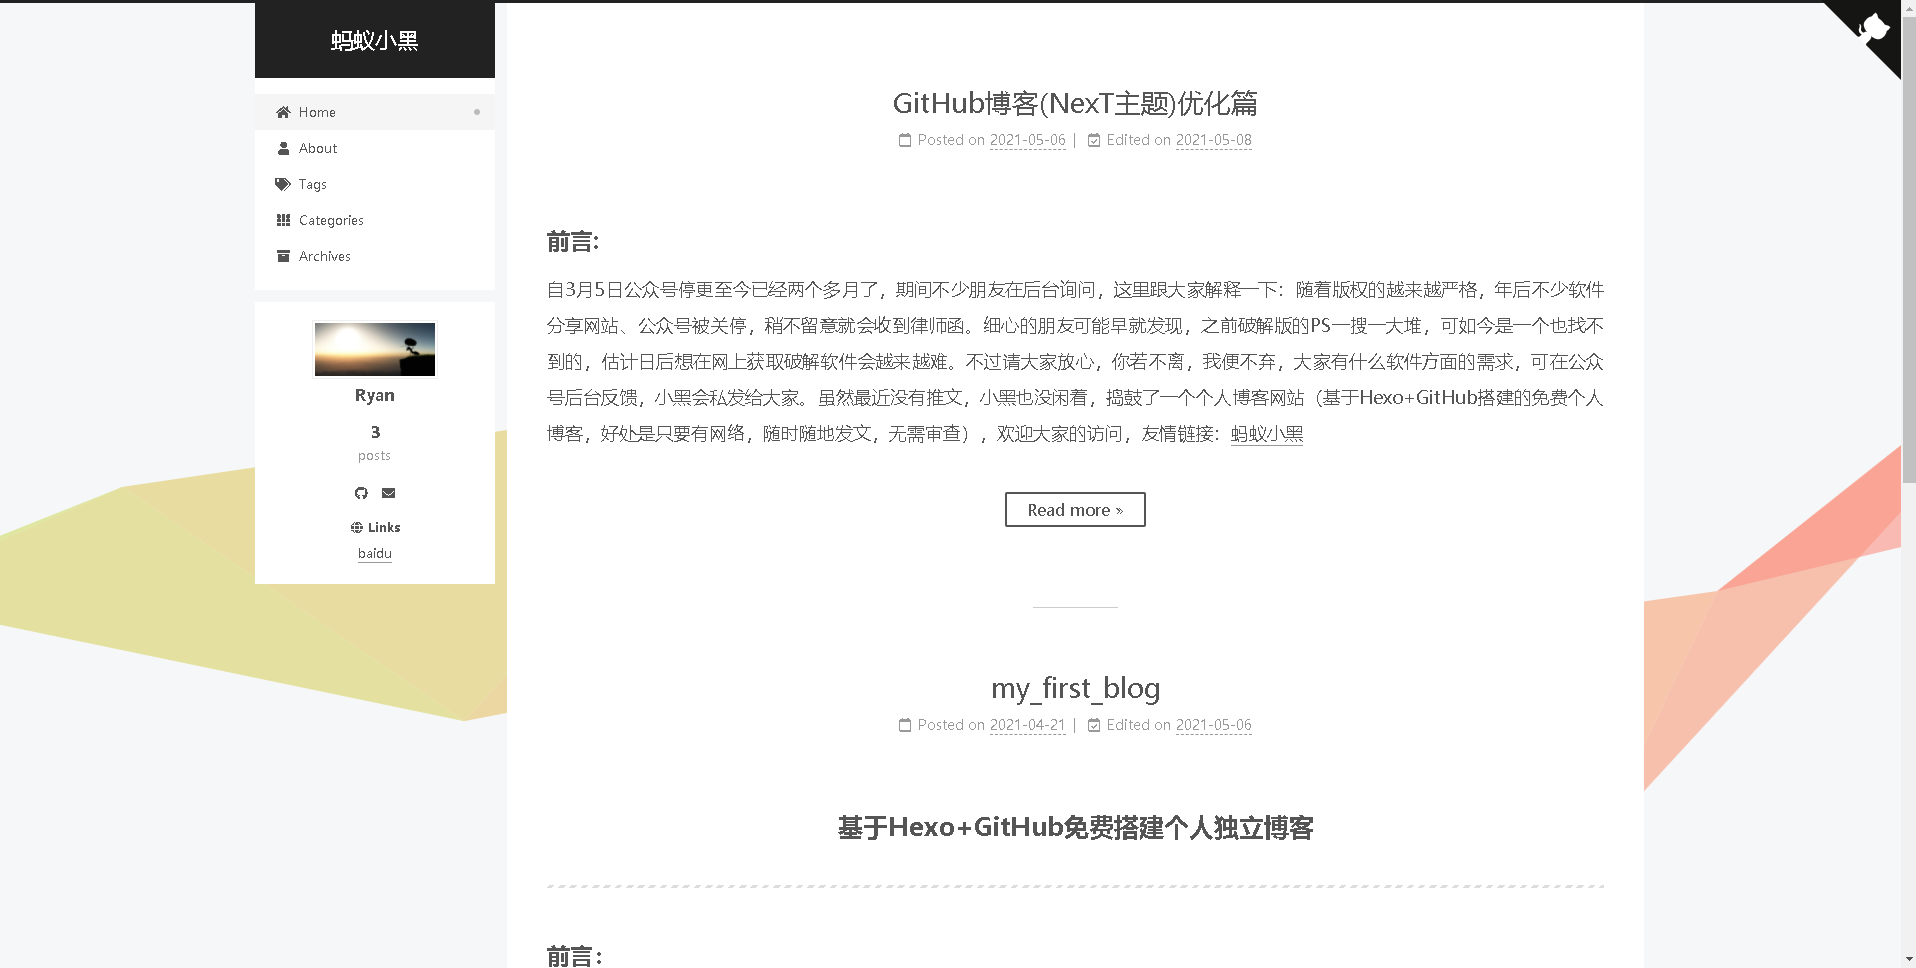 蚂蚁小黑
Home
About
Tags
Categories
Archives
Ryan
3
posts
Links
baidu
GitHub博客(NexT主题)优化篇
Posted on 2021-05-06 | Edited on 2021-05-08
前言:
自3月5日公众号停更至今已经两个多月了，期间不少朋友在后台询问，这里跟大家解释一下：随着版权的越来越严格，年后不少软件
分享网站、公众号被关停，稍不留意就会收到律师函。细心的朋友可能早就发现，之前破解版的PS一搜一大堆，可如今是一个也找不
到的，估计日后想在网上获取破解软件会越来越难。不过请大家放心，你若不离，我便不弃，大家有什么软件方面的需求，可在公众
号后台反馈，小黑会私发给大家。虽然最近没有推文，小黑也没闲着，捣鼓了一个个人博客网站（基于Hexo+GitHub搭建的免费个人
博客，好处是只要有网络，随时随地发文，无需审查），欢迎大家的访问，友情链接：蚂蚁小黑
Read more »
my_first_blog
Posted on 2021-04-21 | Edited on 2021-05-06
基于Hexo+GitHub免费搭建个人独立博客
前言：